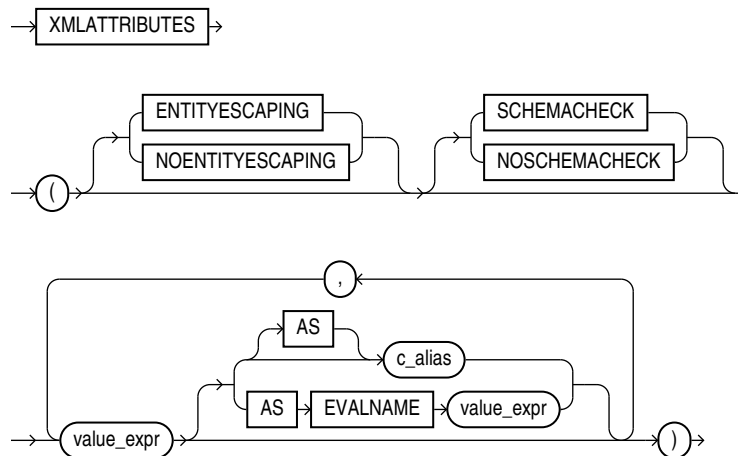 XMLATTRIBUTES
ENTITYESCAPING SCHEMACHECK
NOENTITYESCAPING NOSCHEMACHECK
(
,
AS
c_alias
AS EVALNAME value_expr
value_expr )